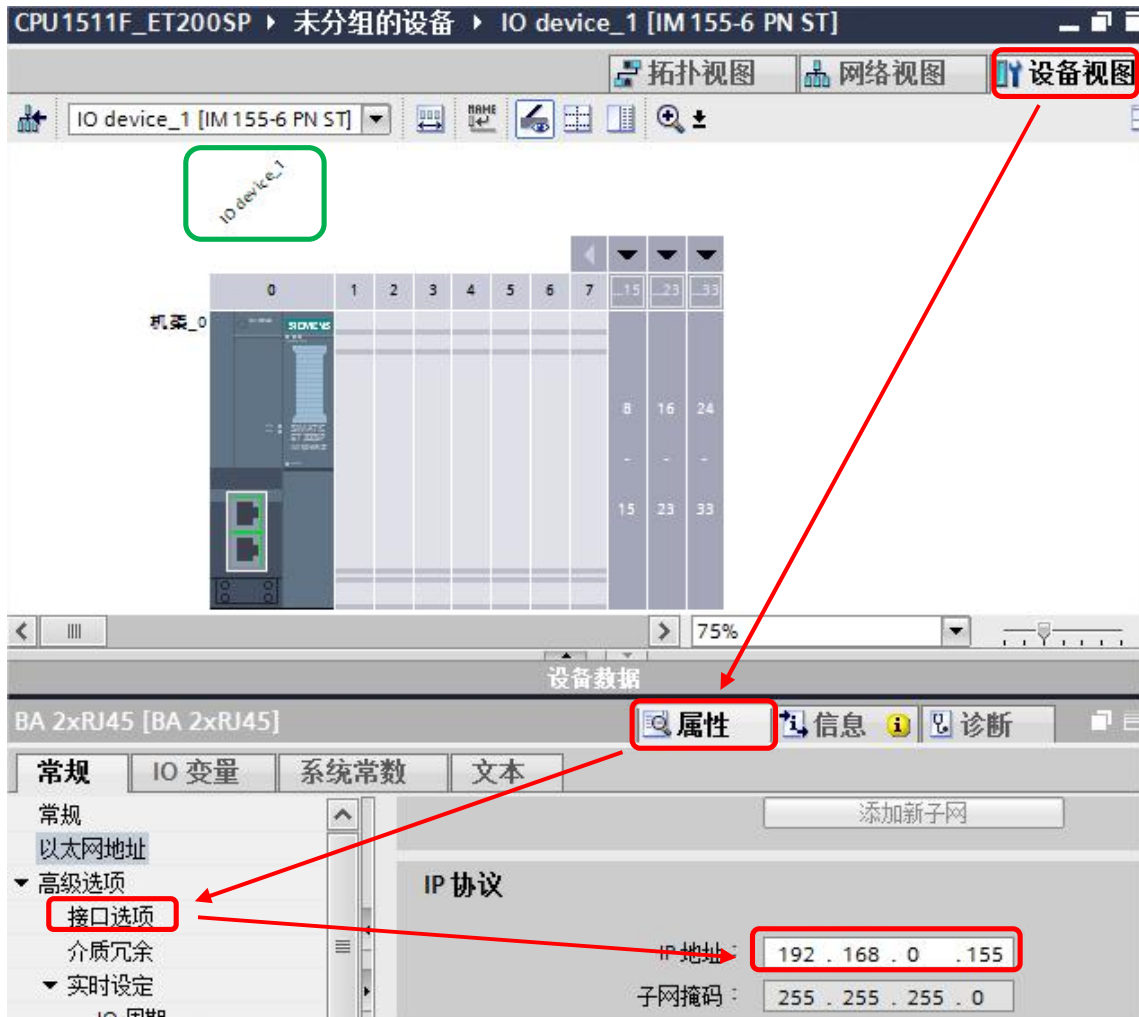 CPU1511F_ET200SP ▸ 未分组的设备 ▸ IO device_1 [IM 155-6 PN ST]
拓扑视图 网络视图 设备视图
IO device_1 [IM 155-6 PN ST] NAME
IO device_1
0 1 2 3 4 5 6 7 ...15 ...23 ...33
机架_0 SIEMENS
SIMATIC
8 16 24
- - -
15 23 33
75%
设备数据
BA 2xRJ45 [BA 2xRJ45] 属性 信息 诊断
常规 IO 变量 系统常数 文本
常规 添加新子网
以太网地址
高级选项 IP 协议
接口选项
介质冗余 IP 地址： 192 . 168 . 0 .155
实时设定 子网掩码： 255 . 255 . 255 . 0
IO 周期